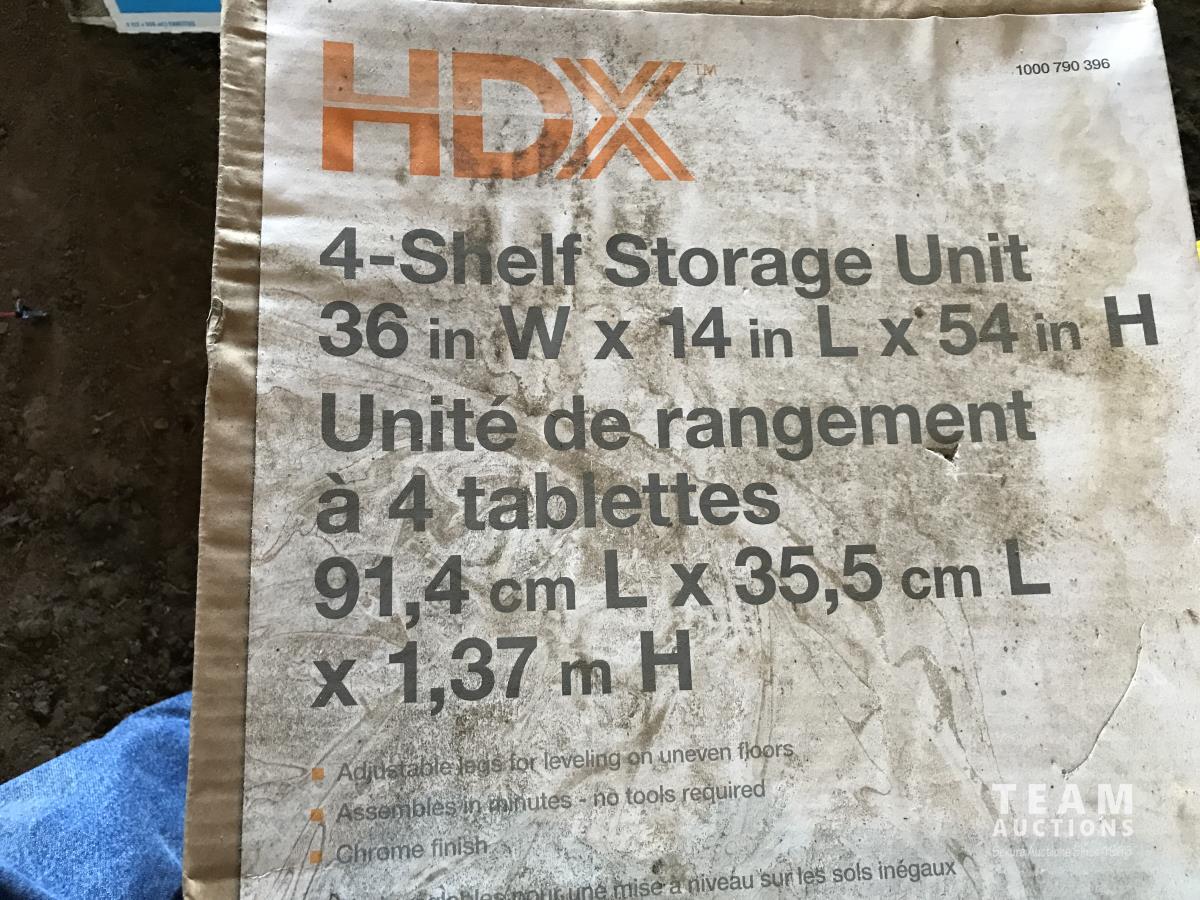 HDX
1000 790 396
4-Shelf Storage Unit
36 in W x 14 in L x 54 in H
Unité de rangement
à 4 tablettes
91,4 cm L x 35,5 cm L
x 1,37 m H
Adjustable legs for leveling on uneven floors
Assembles in minutes - no tools required
Chrome finish
pour une mise à niveau sur les sols inégaux
TEAM
AUCTIONS